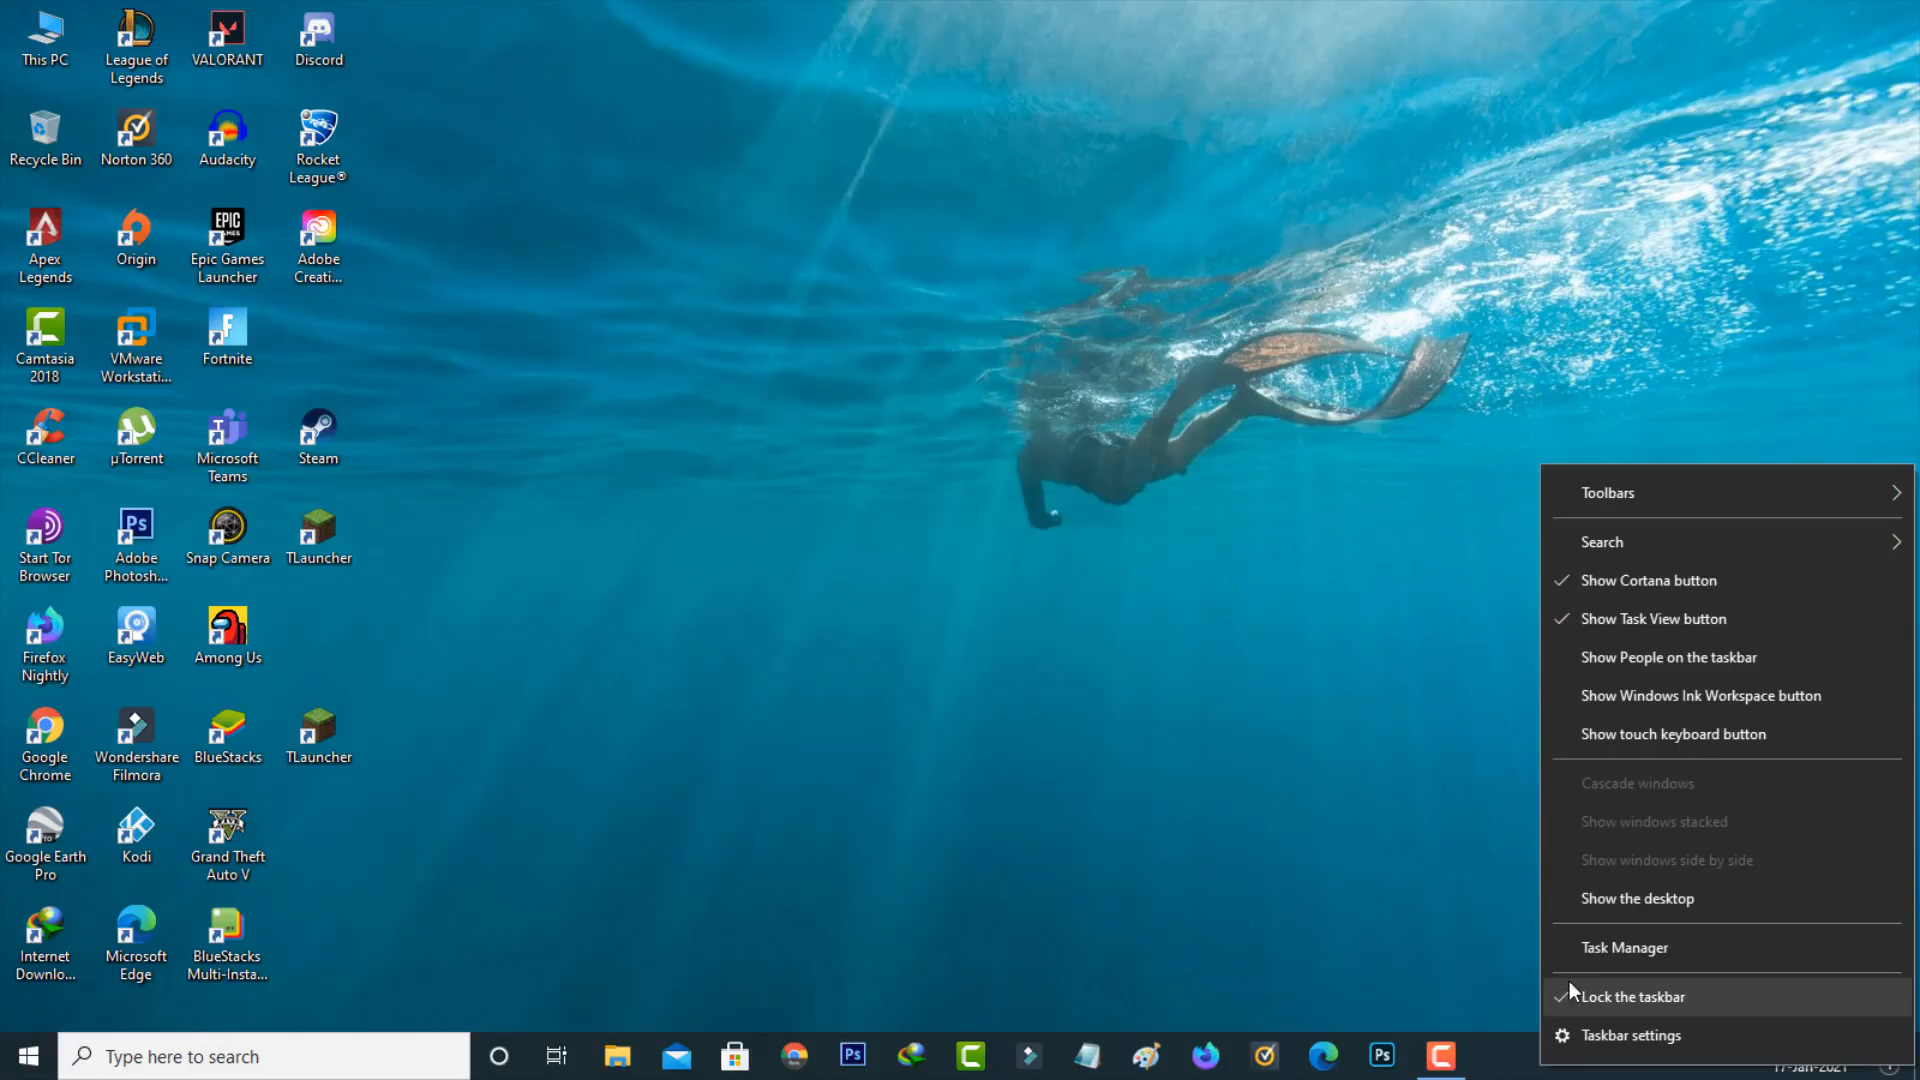 This PC
League of
Legends
VALORANT
Discord
Recycle Bin
Norton 360
Audacity
Rocket
League®
Apex
Legends
Origin
EPIC
GAMES
Epic Games
Launcher
Adobe
Creati...
Camtasia
2018
VMware
Workstati...
Fortnite
CCleaner
µTorrent
Microsoft
Teams
Steam
Start Tor
Browser
Ps
Adobe
Photosh...
Snap Camera
TLauncher
Firefox
Nightly
EasyWeb
Among Us
Google
Chrome
Wondershare
Filmora
BlueStacks
TLauncher
Google Earth
Pro
Kodi
Grand Theft
Auto V
Internet
Downlo...
Microsoft
Edge
BlueStacks
Multi-Insta...
Toolbars
Search
Show Cortana button
Show Task View button
Show People on the taskbar
Show Windows Ink Workspace button
Show touch keyboard button
Cascade windows
Show windows stacked
Show windows side by side
Show the desktop
Task Manager
Lock the taskbar
Taskbar settings
Type here to search
Ps
Ps
17-Jan-2021